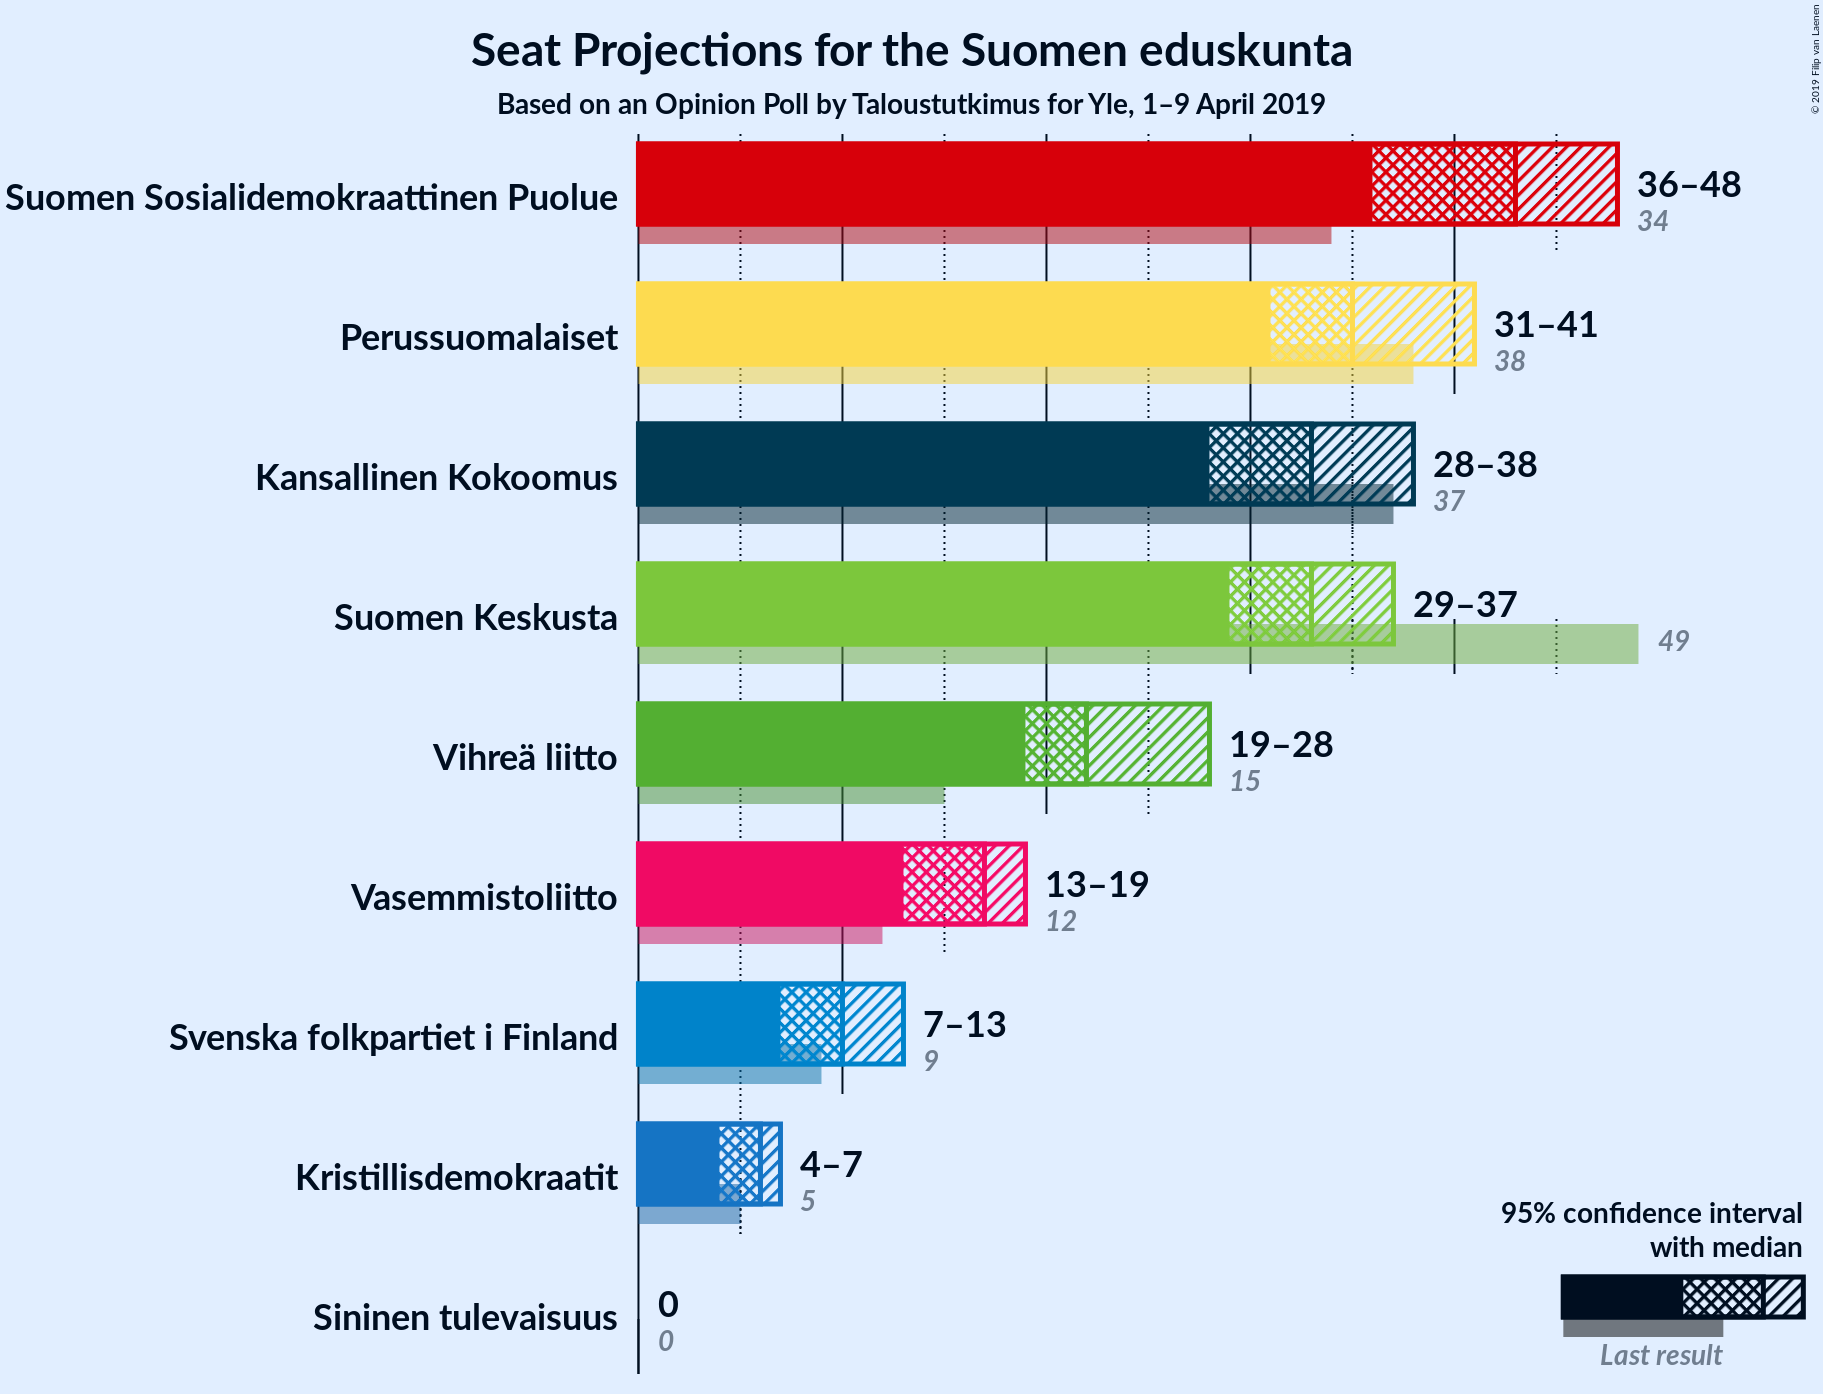 Seat Projections for the Suomen eduskunta
Based on an Opinion Poll by Taloustutkimus for Yle, 1–9 April 2019
© 2019 Filip van Laenen
Suomen Sosialidemokraattinen Puolue
36–48
34
Perussuomalaiset
31–41
38
Kansallinen Kokoomus
28–38
37
Suomen Keskusta
29–37
49
Vihreä liitto
19–28
15
Vasemmistoliitto
13–19
12
Svenska folkpartiet i Finland
7–13
9
Kristillisdemokraatit
4–7
5
Sininen tulevaisuus
0
0
95% confidence interval
with median
Last result